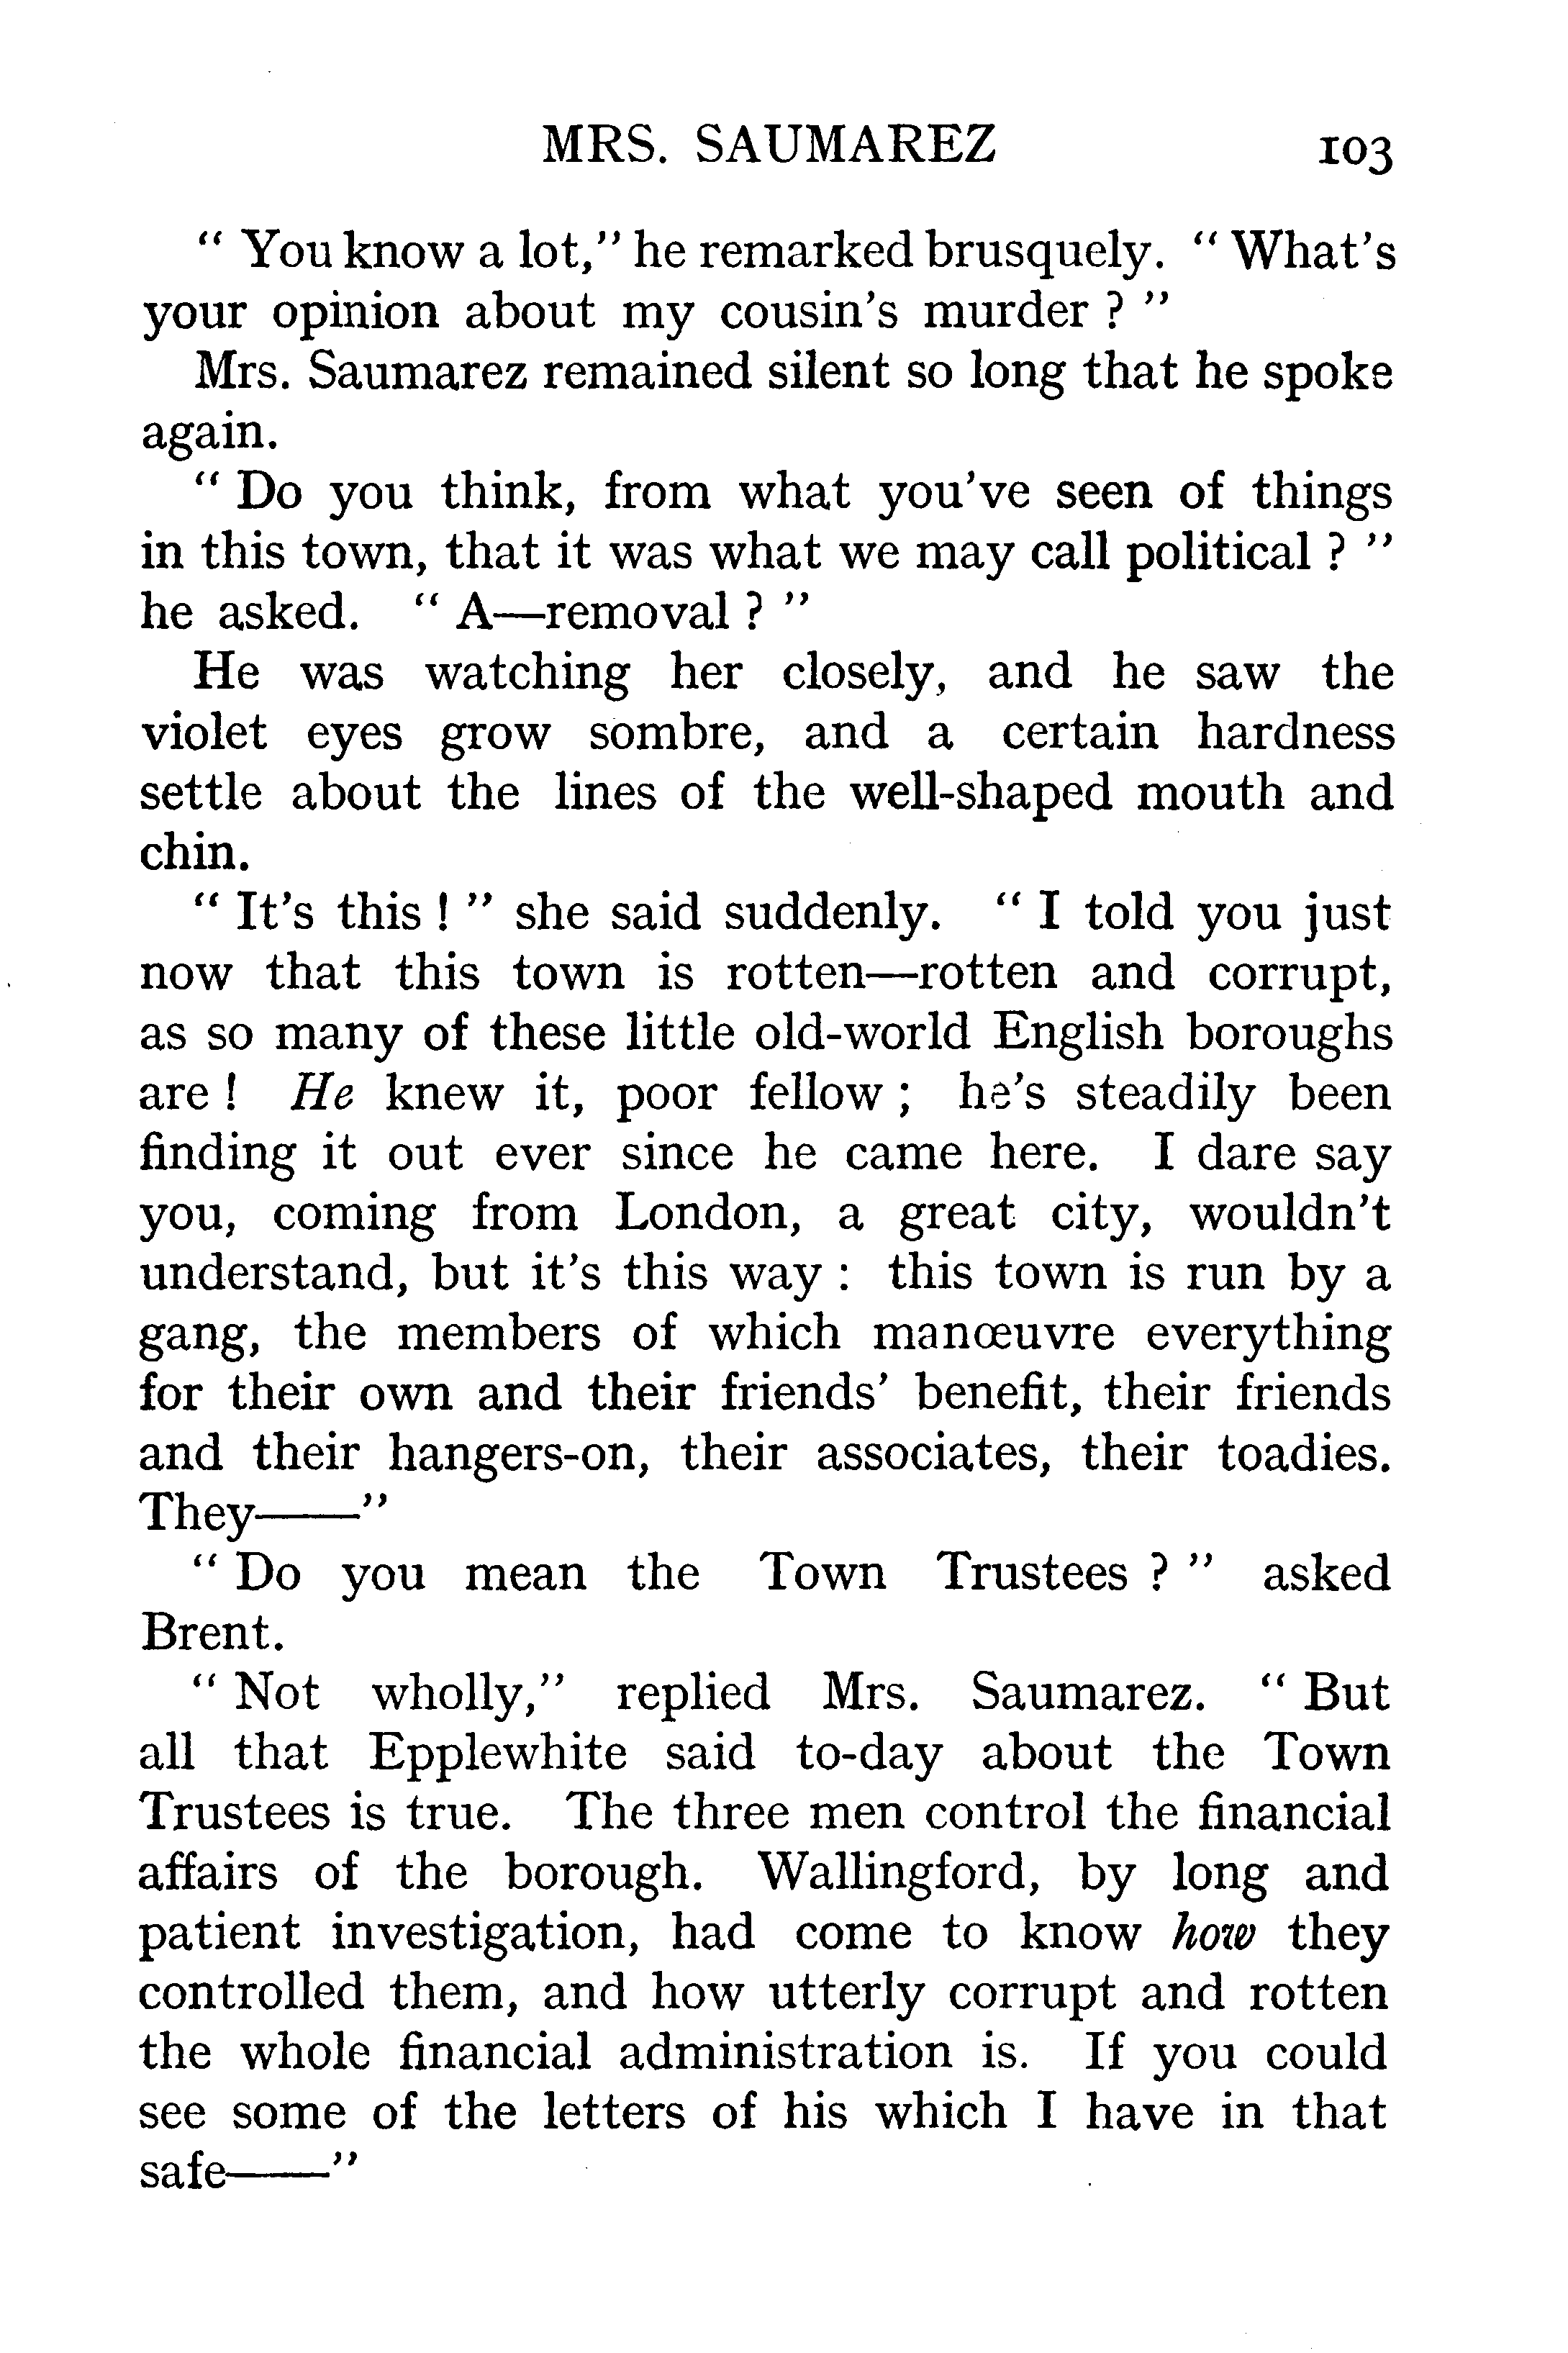 MRS. SAUMAREZ 103
“ You know a lot,” he remarked brusquely. “ What’s
your opinion about my cousin’s murder ? ”
Mrs. Saumarez remained silent so long that he spoke
again.
“ Do you think, from what you’ve seen of things
in this town, that it was what we may call political ? ”
he asked. “ A—removal ? ”
He was watching her closely, and he saw the
violet eyes grow sombre, and a certain hardness
settle about the lines of the well-shaped mouth and
chin.
“ It’s this ! ” she said suddenly. “ I told you just
now that this town is rotten—rotten and corrupt,
as so many of these little old-world English boroughs
are ! He knew it, poor fellow ; he’s steadily been
finding it out ever since he came here. I dare say
you, coming from London, a great city, wouldn’t
understand, but it’s this way : this town is run by a
gang, the members of which manœuvre everything
for their own and their friends’ benefit, their friends
and their hangers-on, their associates, their toadies.
They——”
“ Do you mean the Town Trustees ? ” asked
Brent.
“ Not wholly,” replied Mrs. Saumarez. “ But
all that Epplewhite said to-day about the Town
Trustees is true. The three men control the financial
affairs of the borough. Wallingford, by long and
patient investigation, had come to know how they
controlled them, and how utterly corrupt and rotten
the whole financial administration is. If you could
see some of the letters of his which I have in that
safe——”